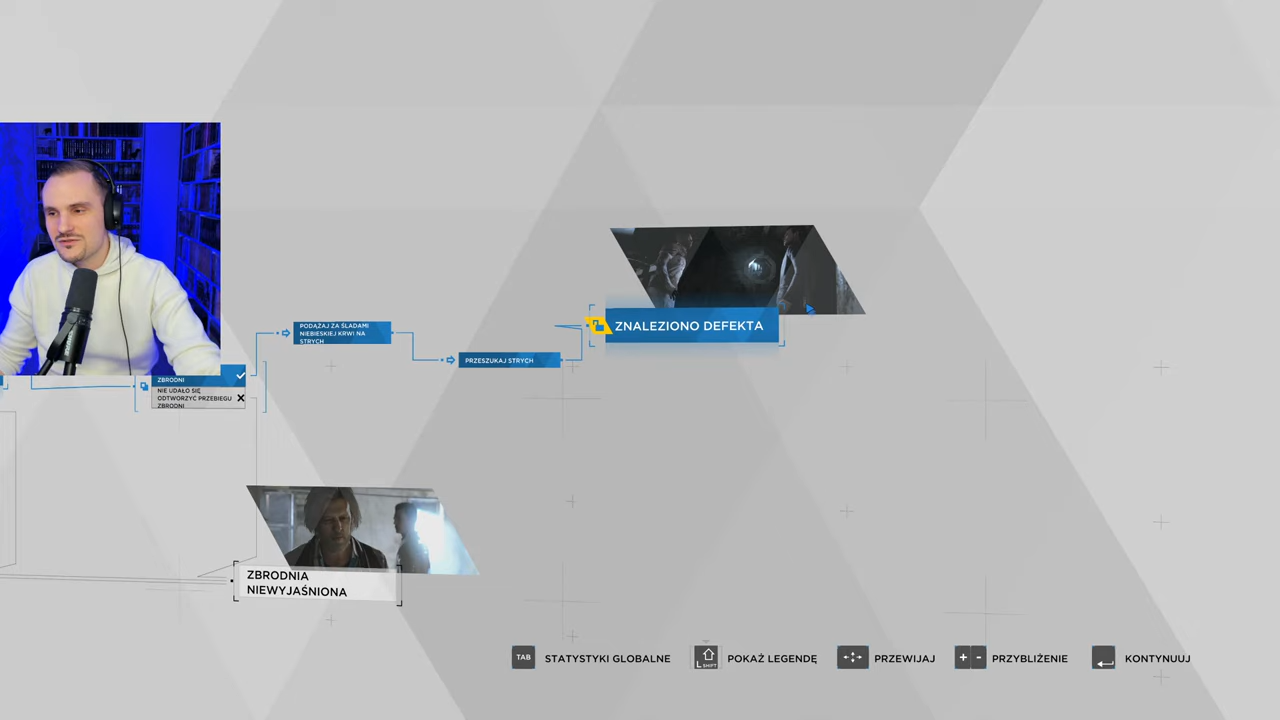 ZNALEZIONO DEFEKTA
PODĄŻAJ ZA ŚLADAMI
NIEBIESKIEJ KRWI NA
STRYCH
PRZESZUKAJ STRYCH
ZBRODNI
NIE UDAŁO SIĘ
ODTWORZYĆ PRZEBIEGU
ZBRODNI
ZBRODNIA
NIEWYJAŚNIONA
TAB STATYSTYKI GLOBALNE
L SHIFT POKAŻ LEGENDĘ
PRZEWIJAJ
+ - PRZYBLIŻENIE
KONTYNUUJ